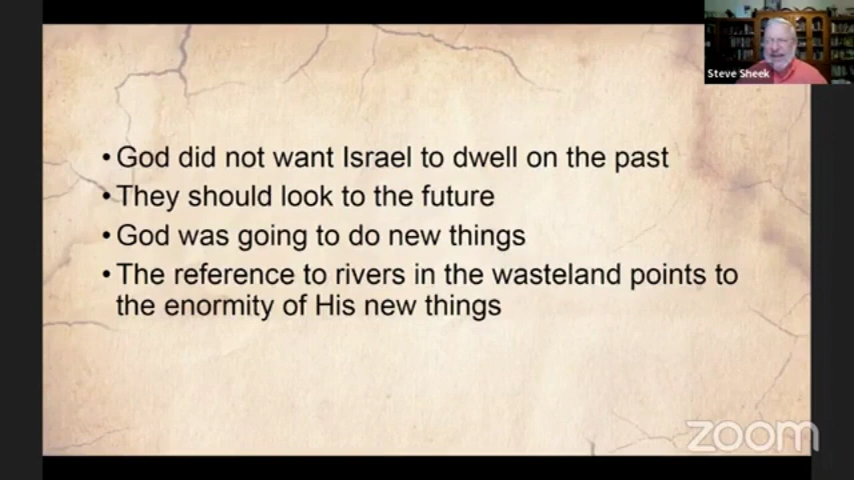 Steve Sheek
• God did not want Israel to dwell on the past
• They should look to the future
• God was going to do new things
• The reference to rivers in the wasteland points to
the enormity of His new things
zoom